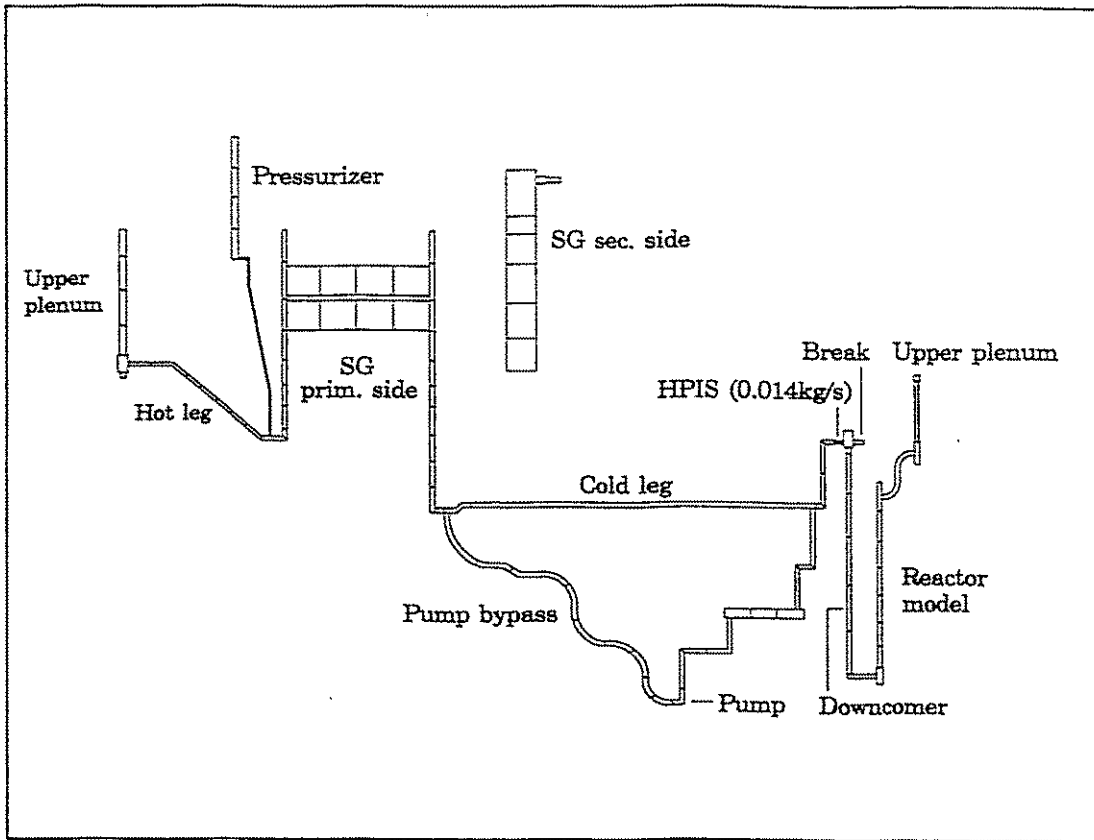 Pressurizer
SG sec. side
Upper
plenum
Break
Upper plenum
SG
prim. side
HPIS (0.014kg/s)
Hot leg
Cold leg
Reactor
model
Pump bypass
Pump
Downcomer